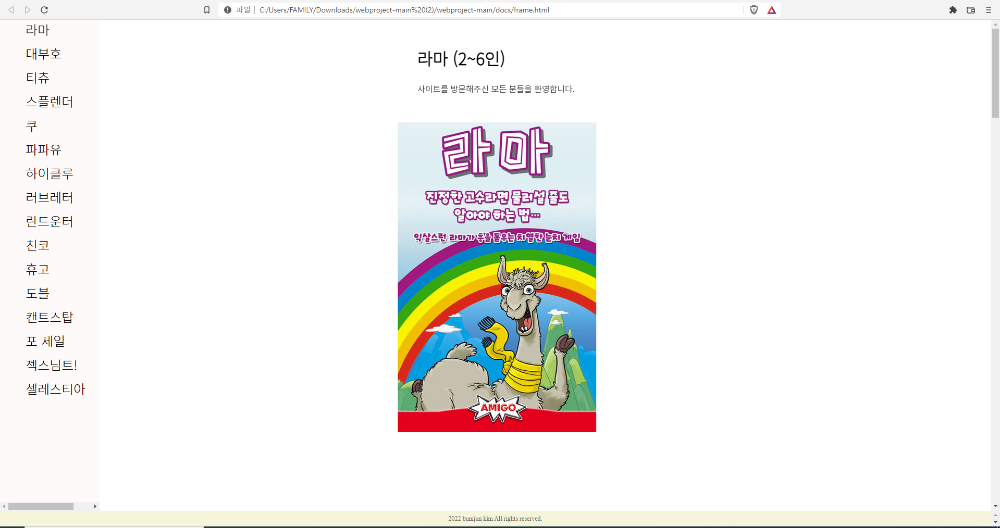 파일
C:/Users/FAMILY/Downloads/webproject-main%20(2)/webproject-main/docs/frame.html
라마
대부호
티츄
스플렌더
쿠
파파유
하이클루
러브레터
란드운터
친코
휴고
도블
캔트스탑
포 세일
젝스님트!
셀레스티아
라마 (2~6인)
사이트를 방문해주신 모든 분들을 환영합니다.
라마
진정한 고수라면 물러설 줄도
알아야 하는 법...
익살스런 라마가 흥을 돋우는 치열한 눈치 게임
AMIGO
2022 bumjun kim All rights reserved.